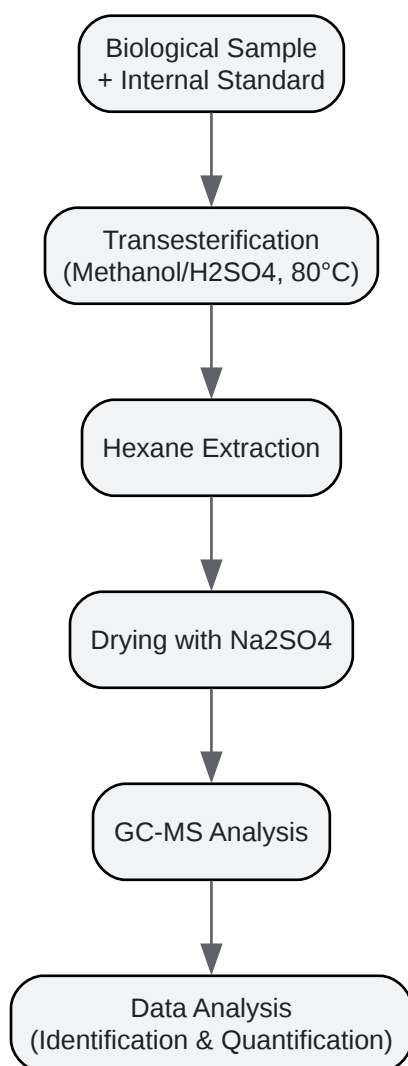 Biological Sample
+ Internal Standard
Transesterification
(Methanol/H2SO4, 80°C)
Hexane Extraction
Drying with Na2SO4
GC-MS Analysis
Data Analysis
(Identification & Quantification)